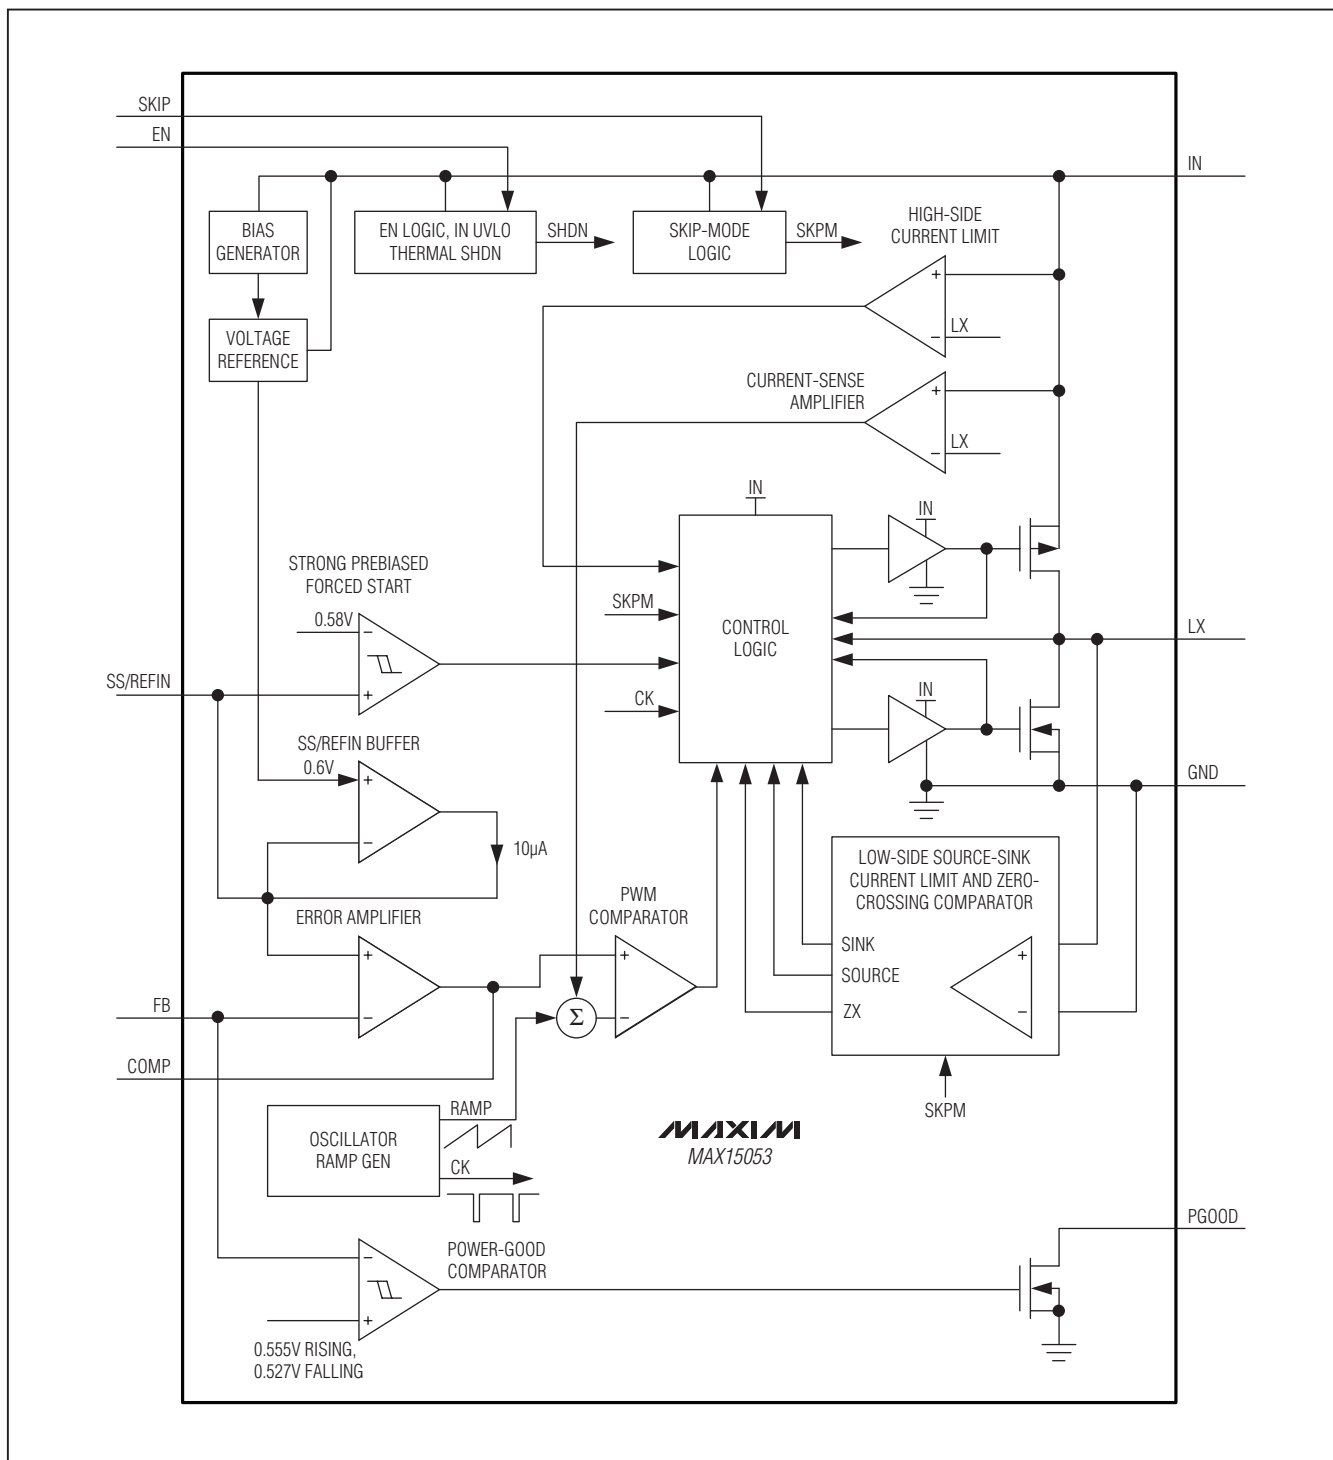 SKIP
EN
IN
BIAS
GENERATOR
EN LOGIC, IN UVLO
THERMAL SHDN
SHDN
SKIP-MODE
LOGIC
SKPM
HIGH-SIDE
CURRENT LIMIT
+
LX
−
VOLTAGE
REFERENCE
CURRENT-SENSE
AMPLIFIER
+
LX
−
IN
IN
STRONG PREBIASED
FORCED START
0.58V
−
+
SKPM
CONTROL
LOGIC
LX
SS/REFIN
CK
IN
SS/REFIN BUFFER
0.6V
+
−
10µA
GND
LOW-SIDE SOURCE-SINK
CURRENT LIMIT AND ZERO-
CROSSING COMPARATOR
SINK
SOURCE
ZX
+
−
SKPM
ERROR AMPLIFIER
+
−
PWM
COMPARATOR
+
−
Σ
FB
COMP
OSCILLATOR
RAMP GEN
RAMP
CK
MAXIM
MAX15053
PGOOD
POWER-GOOD
COMPARATOR
−
+
0.555V RISING,
0.527V FALLING